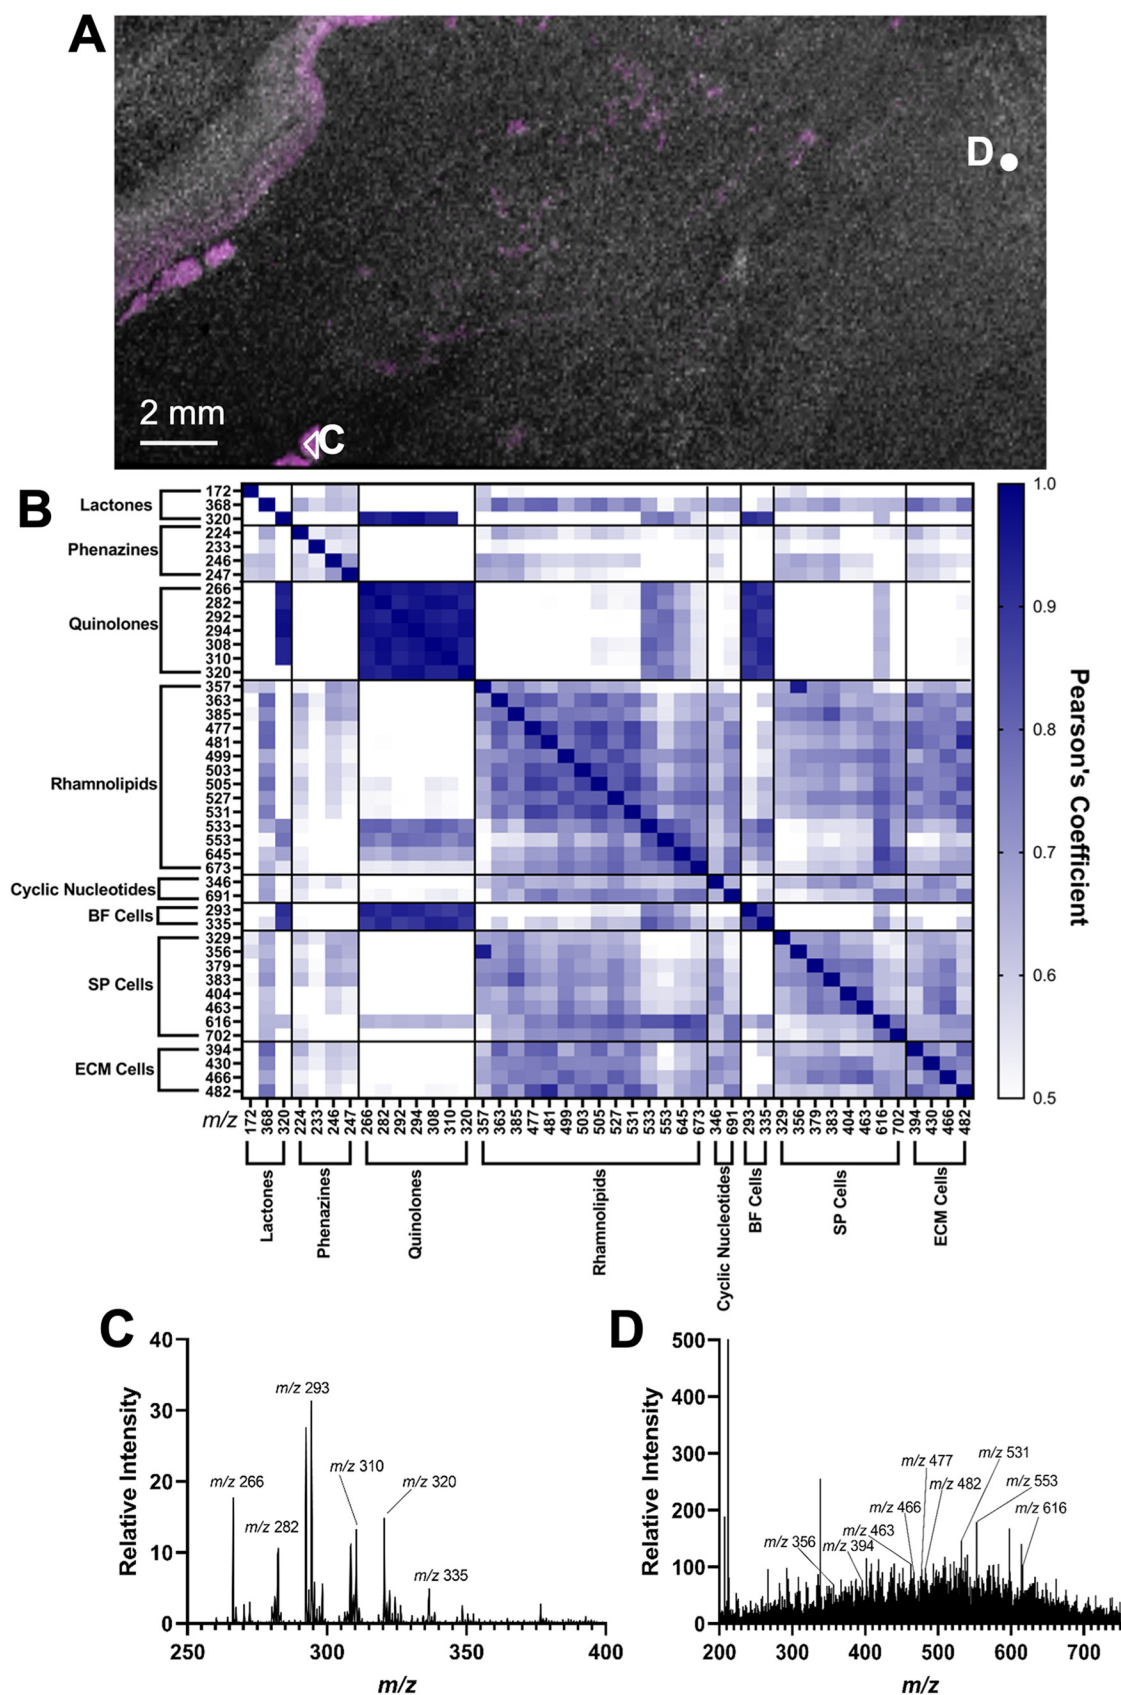 A
D
2 mm
C
B
Lactones
172
368
320
Phenazines
224
233
246
247
Quinolones
266
282
292
294
308
310
320
Rhamnolipids
357
363
385
477
481
499
503
505
527
531
533
553
645
673
Cyclic Nucleotides
346
691
BF Cells
293
335
SP Cells
329
356
379
383
404
463
616
702
ECM Cells
394
430
466
482
1.0
0.9
0.8
0.7
0.6
0.5
Pearson's Coefficient
m/z
172 368 320 224 233 246 247 266 282 292 294 308 310 320 357 363 385 477 481 499 503 505 527 531 533 553 645 673 346 691 293 335 329 356 379 383 404 463 616 702 394 430 466 482
Lactones
Phenazines
Quinolones
Rhamnolipids
Cyclic Nucleotides
BF Cells
SP Cells
ECM Cells
C
Relative Intensity
40
30
20
10
0
m/z 293
m/z 266
m/z 310
m/z 320
m/z 282
m/z 335
250 300 350 400
m/z
D
Relative Intensity
500
400
300
200
100
0
m/z 531
m/z 477
m/z 553
m/z 482
m/z 466
m/z 616
m/z 463
m/z 356
m/z 394
200 300 400 500 600 700
m/z